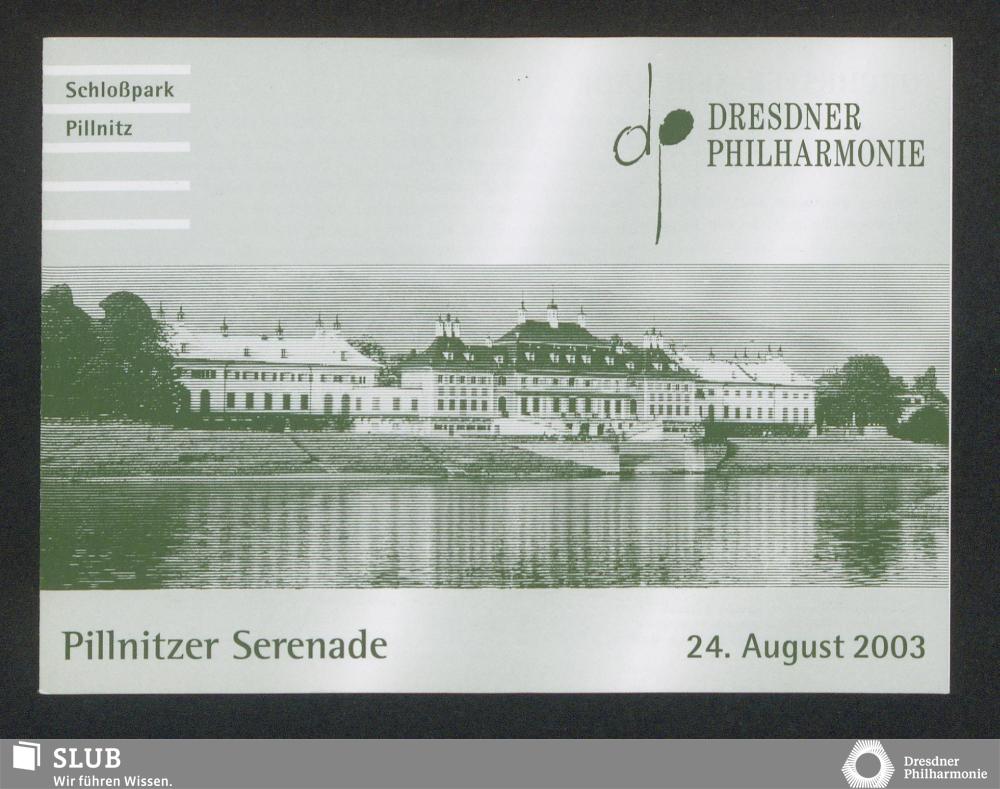 Schloßpark
Pillnitz
DRESDNER
PHILHARMONIE
Pillnitzer Serenade
24. August 2003
SLUB
Wir führen Wissen.
Dresdner
Philharmonie